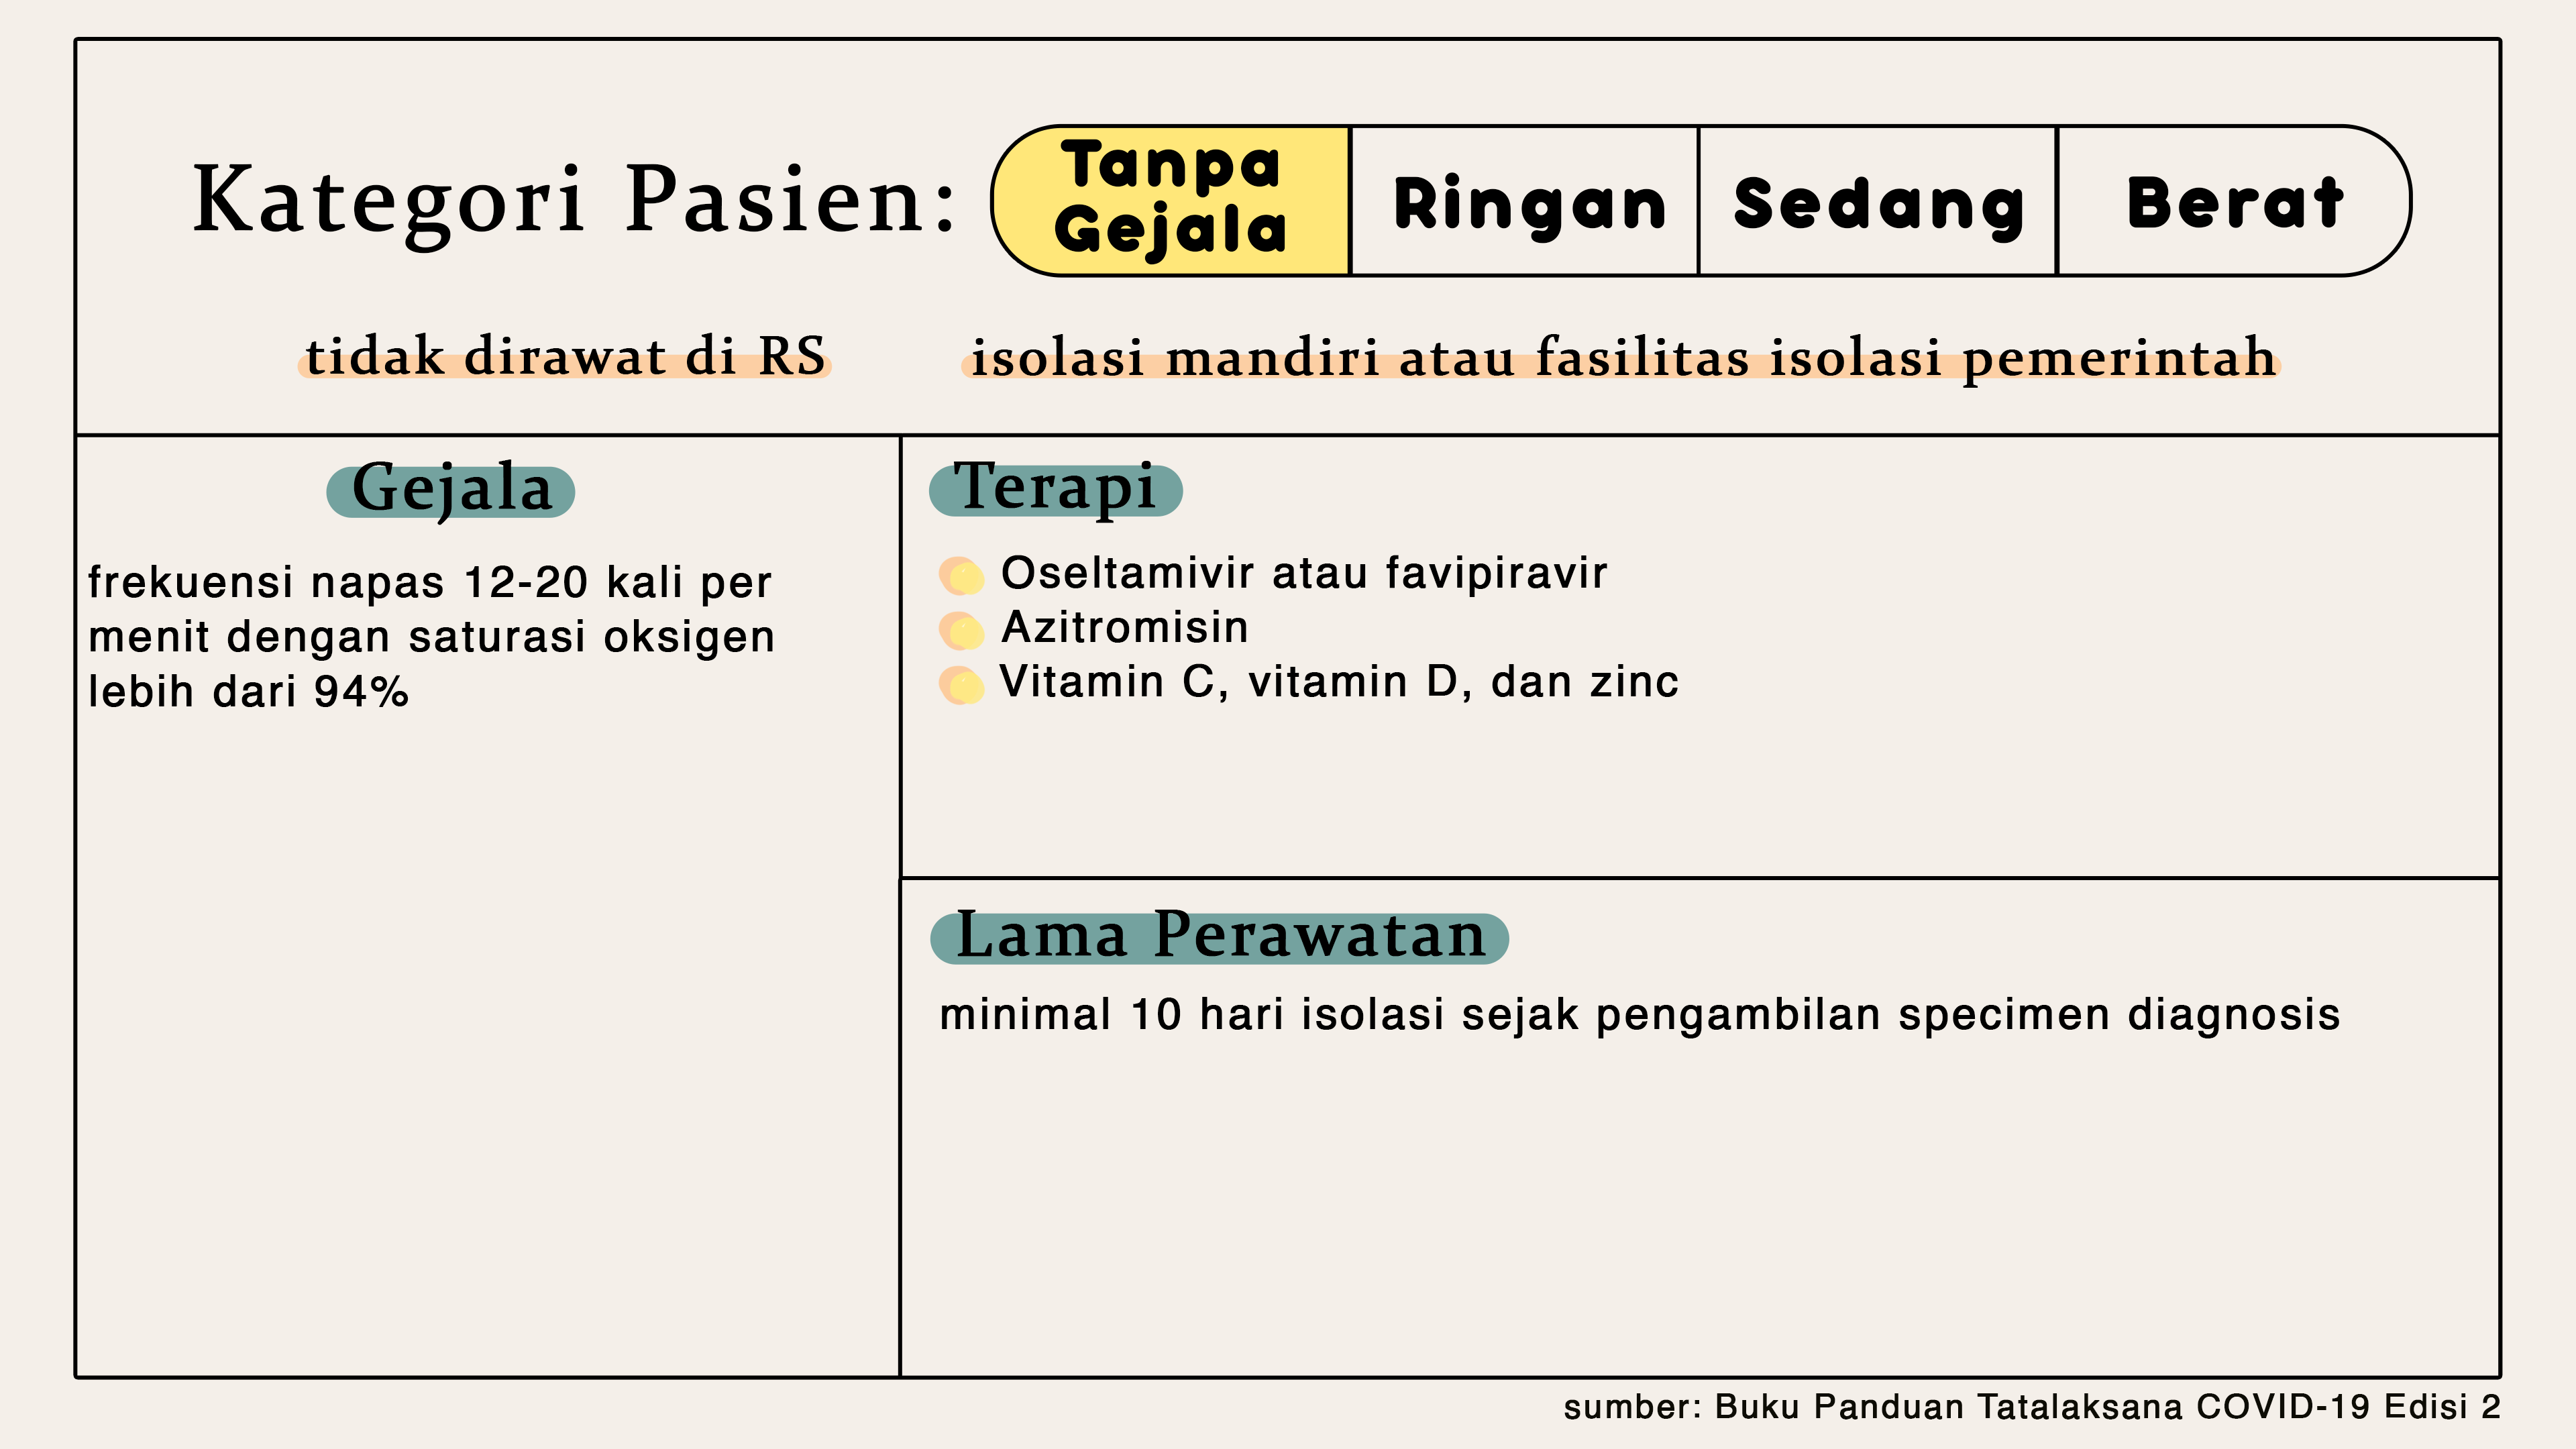 Kategori Pasien:
Tanpa
Gejala
Ringan
Sedang
Berat
tidak dirawat di RS
isolasi mandiri atau fasilitas isolasi pemerintah
Gejala
frekuensi napas 12-20 kali per
menit dengan saturasi oksigen
lebih dari 94%
Terapi
Oseltamivir atau favipiravir
Azitromisin
Vitamin C, vitamin D, dan zinc
Lama Perawatan
minimal 10 hari isolasi sejak pengambilan specimen diagnosis
sumber: Buku Panduan Tatalaksana COVID-19 Edisi 2